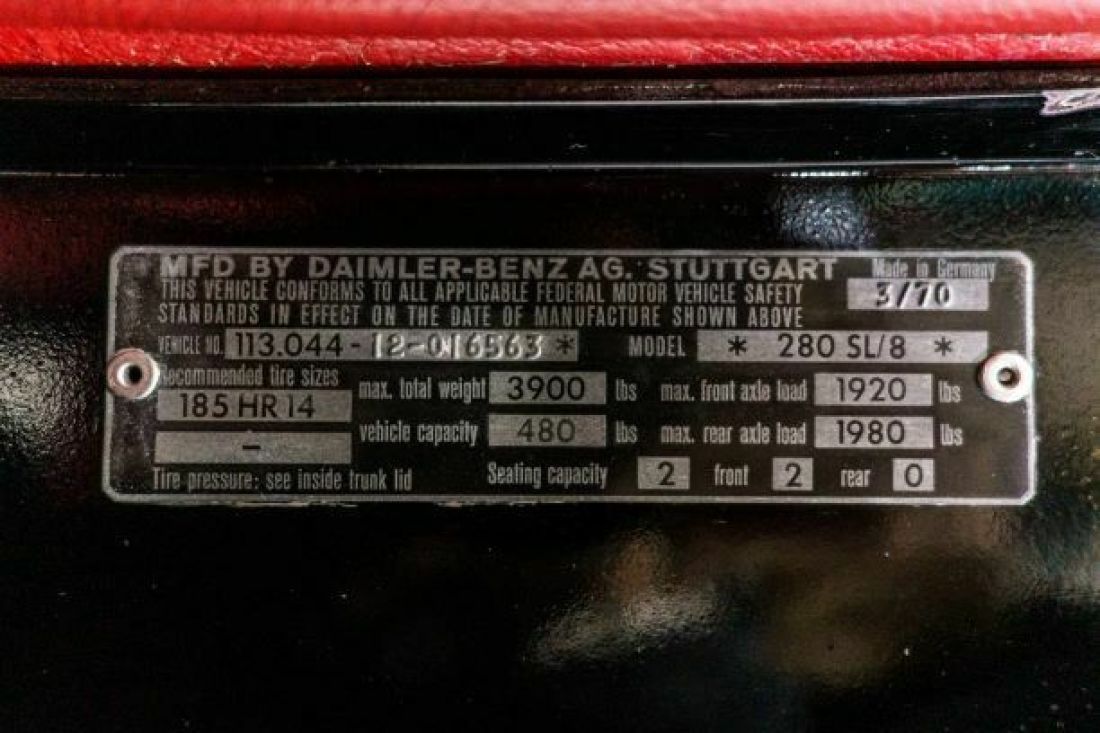 MFD BY DAIMLER-BENZ AG. STUTTGART Made in Germany
THIS VEHICLE CONFORMS TO ALL APPLICABLE FEDERAL MOTOR VEHICLE SAFETY 3/70
STANDARDS IN EFFECT ON THE DATE OF MANUFACTURE SHOWN ABOVE
VEHICLE NO. 113.044-12-016563 * MODEL * 280 SL/8 *
Recommended tire sizes max. total weight 3900 lbs max. front axle load 1920 lbs
185 HR 14
vehicle capacity 480 lbs max. rear axle load 1980 lbs
-
Tire pressure: see inside trunk lid Seating capacity 2 front 2 rear 0